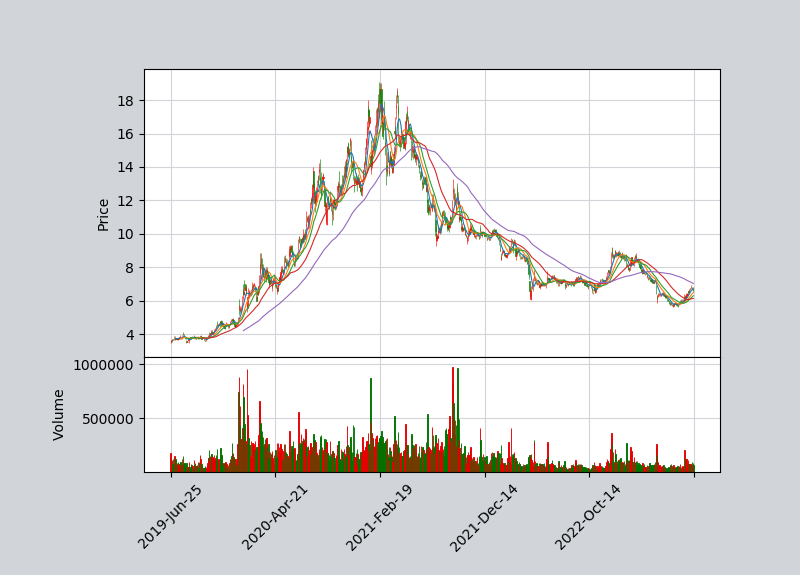 Price
18
16
14
12
10
8
6
4
Volume
1000000
500000
2019-Jun-25
2020-Apr-21
2021-Feb-19
2021-Dec-14
2022-Oct-14